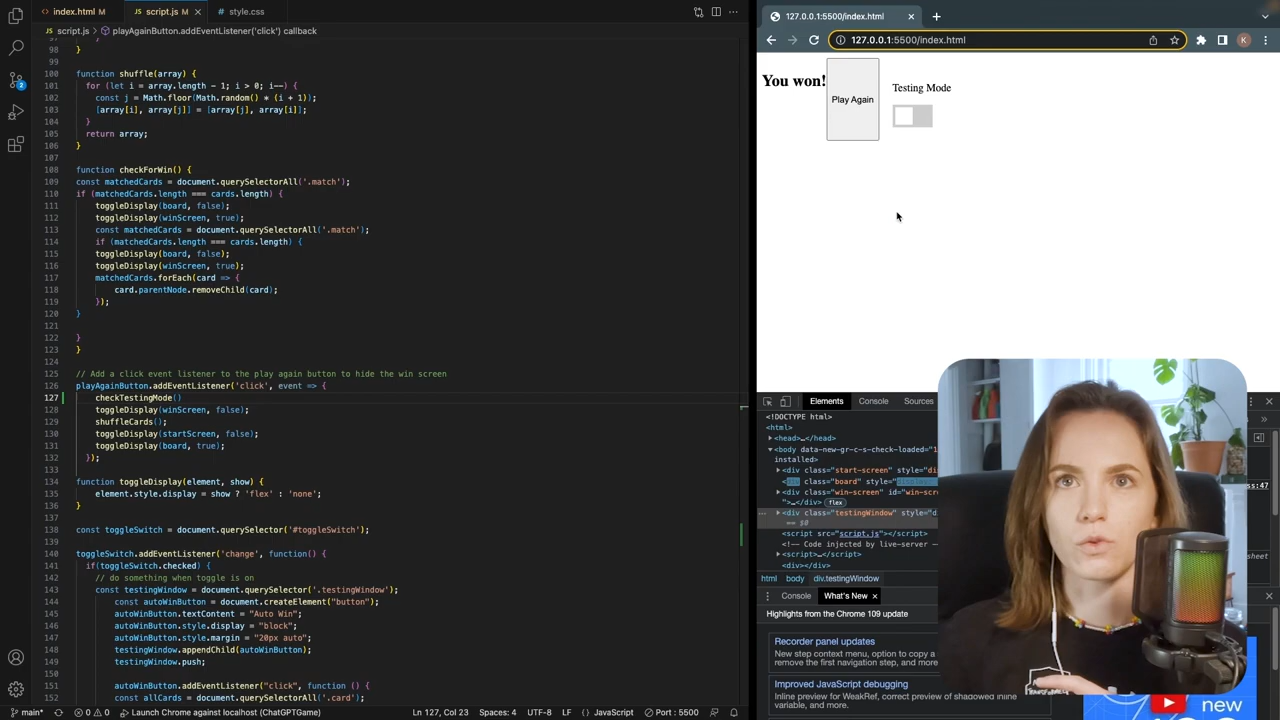 index.html M
script.js M
style.css
script.js > playAgainButton.addEventListener('click') callback
98 }
99
100 function shuffle(array) {
101 for (let i = array.length - 1; i > 0; i--) {
102 const j = Math.floor(Math.random() * (i + 1));
103 [array[i], array[j]] = [array[j], array[i]];
104 }
105 return array;
106 }
107
108 function checkForWin() {
109 const matchedCards = document.querySelectorAll('.match');
110 if (matchedCards.length === cards.length) {
111 toggleDisplay(board, false);
112 toggleDisplay(winScreen, true);
113 const matchedCards = document.querySelectorAll('.match');
114 if (matchedCards.length === cards.length) {
115 toggleDisplay(board, false);
116 toggleDisplay(winScreen, true);
117 matchedCards.forEach(card => {
118 card.parentNode.removeChild(card);
119 });
120 }
121
122 }
123 }
124
125 // Add a click event listener to the play again button to hide the win screen
126 playAgainButton.addEventListener('click', event => {
127 checkTestingMode()
128 toggleDisplay(winScreen, false);
129 shuffleCards();
130 toggleDisplay(startScreen, false);
131 toggleDisplay(board, true);
132 });
133
134 function toggleDisplay(element, show) {
135 element.style.display = show ? 'flex' : 'none';
136 }
137
138 const toggleSwitch = document.querySelector('#toggleSwitch');
139
140 toggleSwitch.addEventListener('change', function() {
141 if(toggleSwitch.checked) {
142 // do something when toggle is on
143 const testingWindow = document.querySelector('.testingWindow');
144 const autoWinButton = document.createElement("button");
145 autoWinButton.textContent = "Auto Win";
146 autoWinButton.style.display = "block";
147 autoWinButton.style.margin = "20px auto";
148 testingWindow.appendChild(autoWinButton);
149 testingWindow.push;
150
151 autoWinButton.addEventListener("click", function () {
152 const allCards = document.querySelectorAll('.card');
2
main*
0 0
Launch Chrome against localhost (ChatGPTGame)
Ln 127, Col 23
Spaces: 4
UTF-8
LF
JavaScript
Port : 5500
127.0.0.1:5500/index.html
127.0.0.1:5500/index.html
K
You won!
Play Again
Testing Mode
Elements
Console
Sources
<!DOCTYPE html>
<html>
<head>…</head>
<body data-new-gr-c-s-check-loaded="1
installed>
<div class="start-screen" style="di
<div class="board" style="display:
<div class="win-screen" id="win-scre
">…</div> flex
<div class="testingWindow" style="d
== $0
<script src="script.js"></script>
<!-- Code injected by live-server -
<script>…</script>
<div></div>
ss:47
sheet
html
body
div.testingWindow
Console
What's New
Highlights from the Chrome 109 update
Recorder panel updates
New step context menu, option to copy a
remove the first navigation step, and more
Improved JavaScript debugging
Inline preview for WeakRef, correct preview of shadowed inline
variable, and more.
new